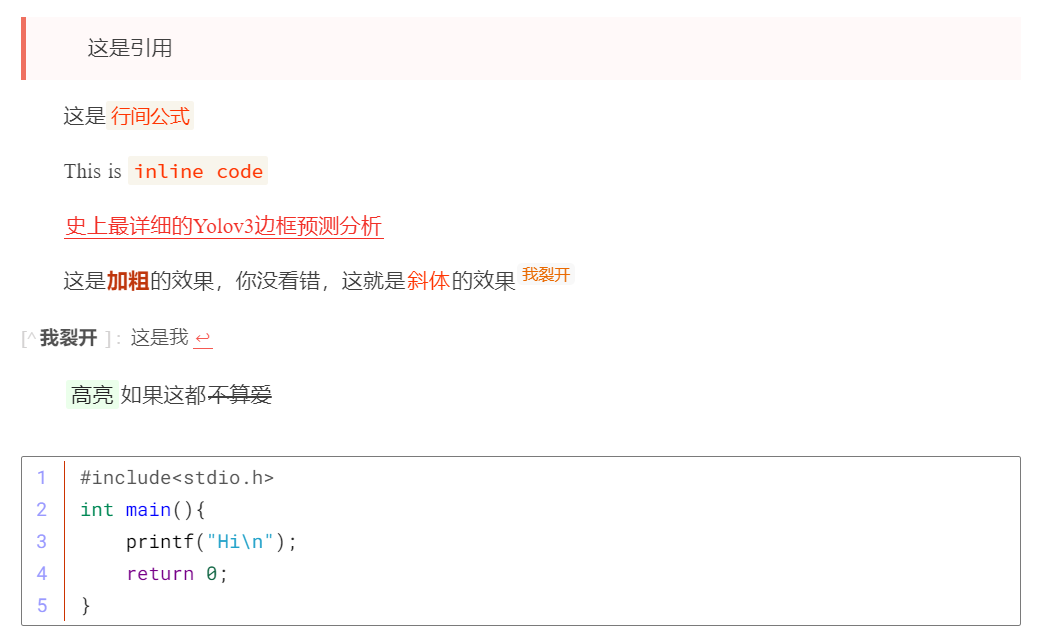 这是引用
这是行间公式
This is inline code
史上最详细的Yolov3边框预测分析
这是加粗的效果，你没看错，这就是斜体的效果我裂开
[^我裂开 ]： 这是我 ↩
高亮 如果这都不算爱
1 #include<stdio.h>
2 int main(){
3     printf("Hi\n");
4     return 0;
5 }